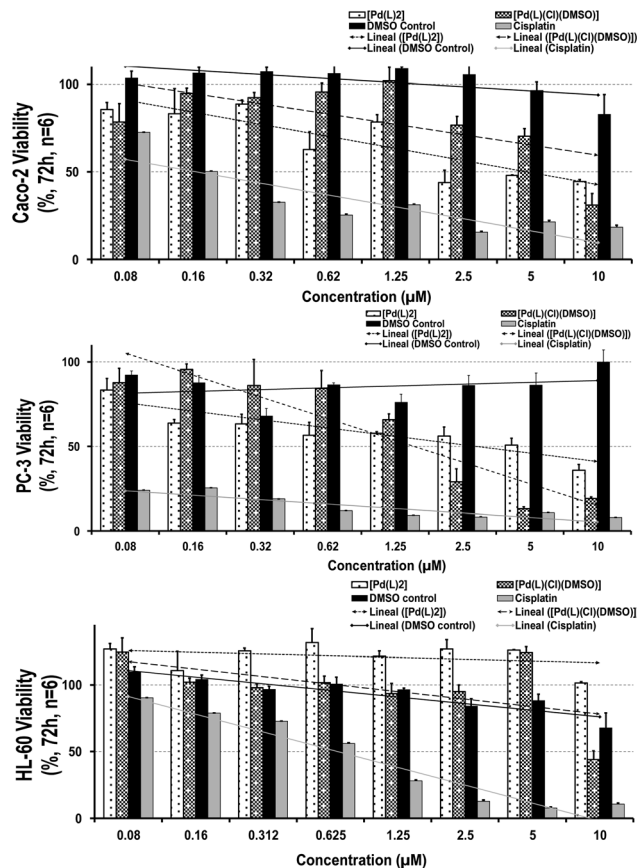 [Pd(L)2] [Pd(L)(Cl)(DMSO)]
DMSO Control Cisplatin
Lineal ([Pd(L)2]) Lineal ([Pd(L)(Cl)(DMSO)])
Lineal (DMSO Control) Lineal (Cisplatin)
Caco-2 Viability
(%, 72h, n=6)
100
50
0
0.08 0.16 0.32 0.62 1.25 2.5 5 10
Concentration (µM)
[Pd(L)2] [Pd(L)(Cl)(DMSO)]
DMSO Control Cisplatin
Lineal ([Pd(L)2]) Lineal ([Pd(L)(Cl)(DMSO)])
Lineal (DMSO Control) Lineal (Cisplatin)
PC-3 Viability
(%, 72h, n=6)
100
50
0
0.08 0.16 0.32 0.62 1.25 2.5 5 10
Concentration (µM)
[Pd(L)2] [Pd(L)(Cl)(DMSO)]
DMSO control Cisplatin
Lineal ([Pd(L)2]) Lineal ([Pd(L)(Cl)(DMSO)])
Lineal (DMSO control) Lineal (Cisplatin)
HL-60 Viability
(%, 72h, n=6)
100
50
0
0.08 0.16 0.312 0.625 1.25 2.5 5 10
Concentration (µM)